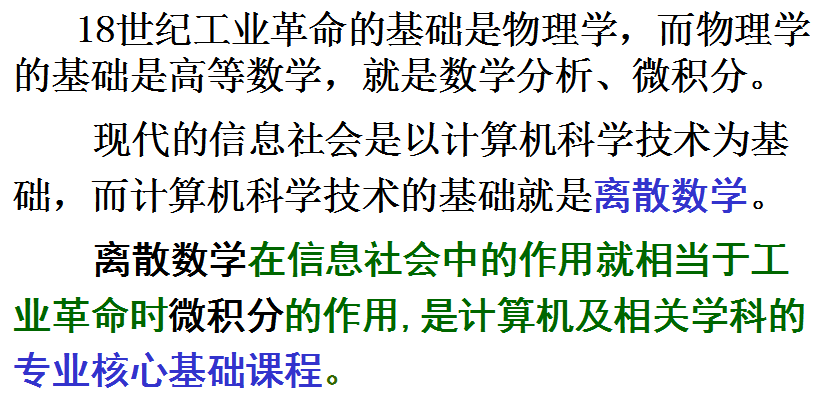 18世纪工业革命的基础是物理学，而物理学
的基础是高等数学，就是数学分析、微积分。
现代的信息社会是以计算机科学技术为基
础，而计算机科学技术的基础就是离散数学。
离散数学在信息社会中的作用就相当于工
业革命时微积分的作用,是计算机及相关学科的
专业核心基础课程。